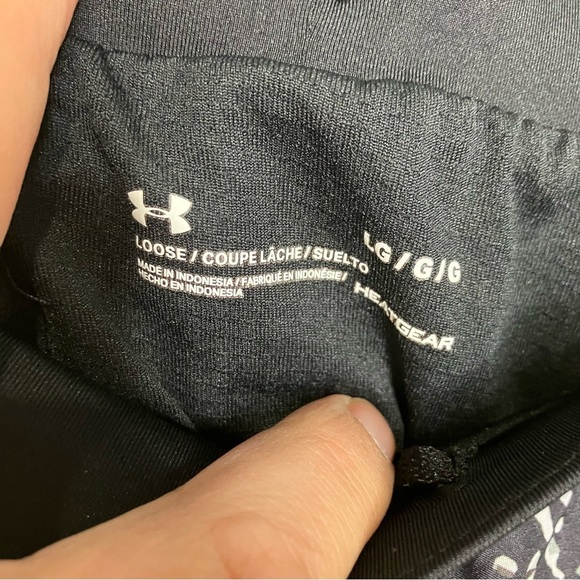 LOOSE / COUPE LÂCHE / SUELTO
MADE IN INDONESIA / FABRIQUÉ EN INDONÉSIE /
HECHO EN INDONESIA
LG / G / G
HEATGEAR